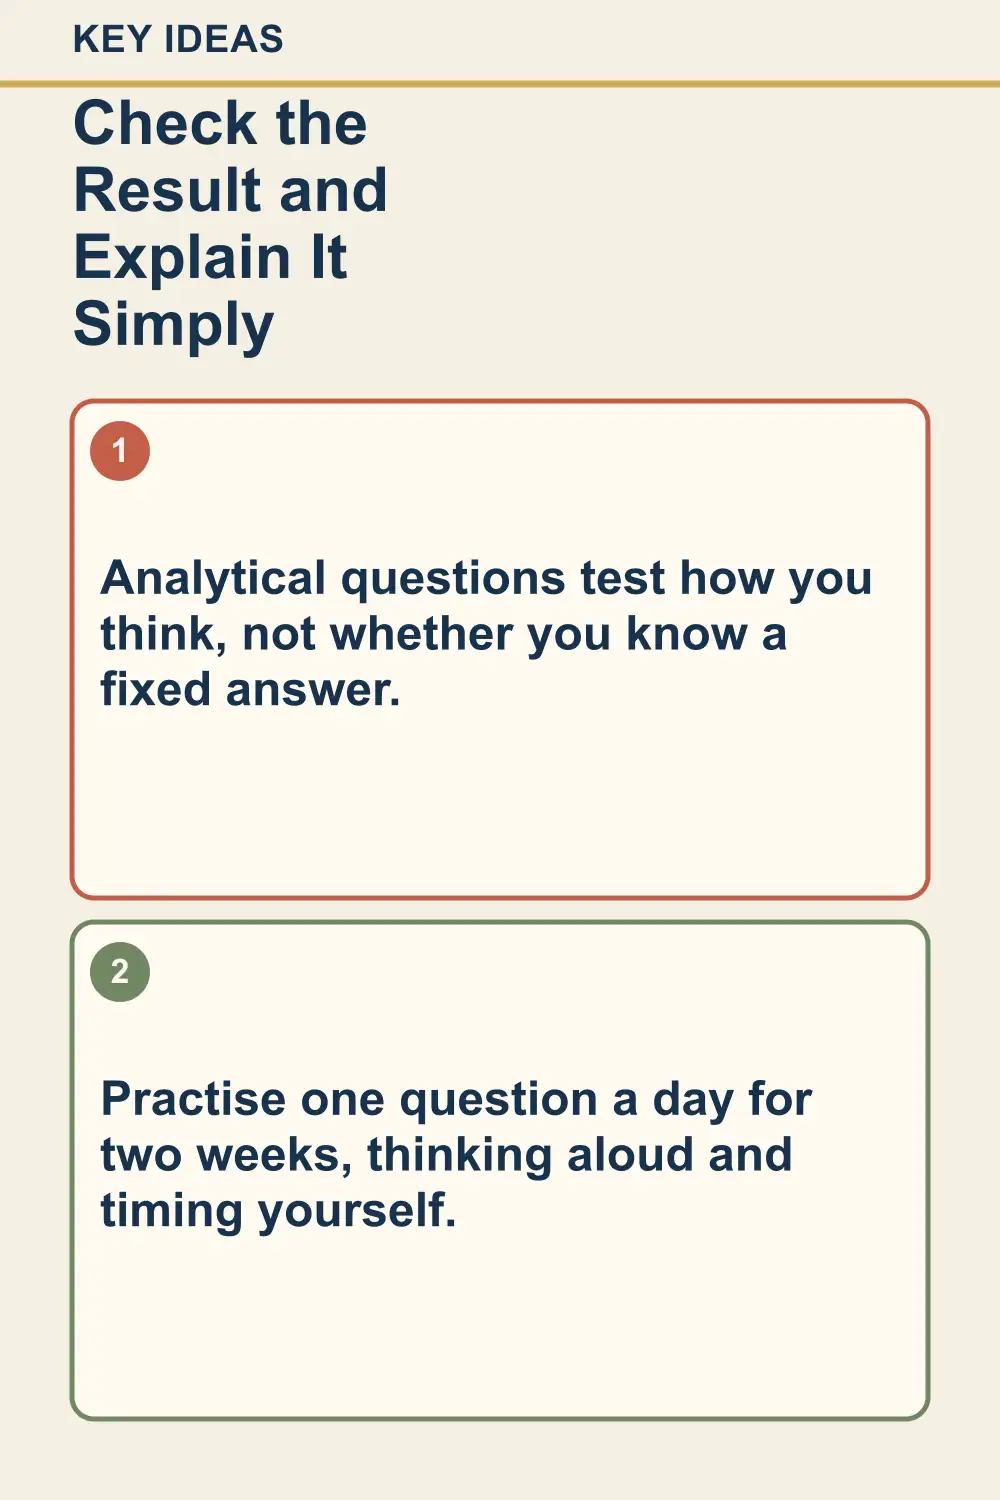 KEY IDEAS
Check the
Result and
Explain It
Simply
1
Analytical questions test how you
think, not whether you know a
fixed answer.
2
Practise one question a day for
two weeks, thinking aloud and
timing yourself.